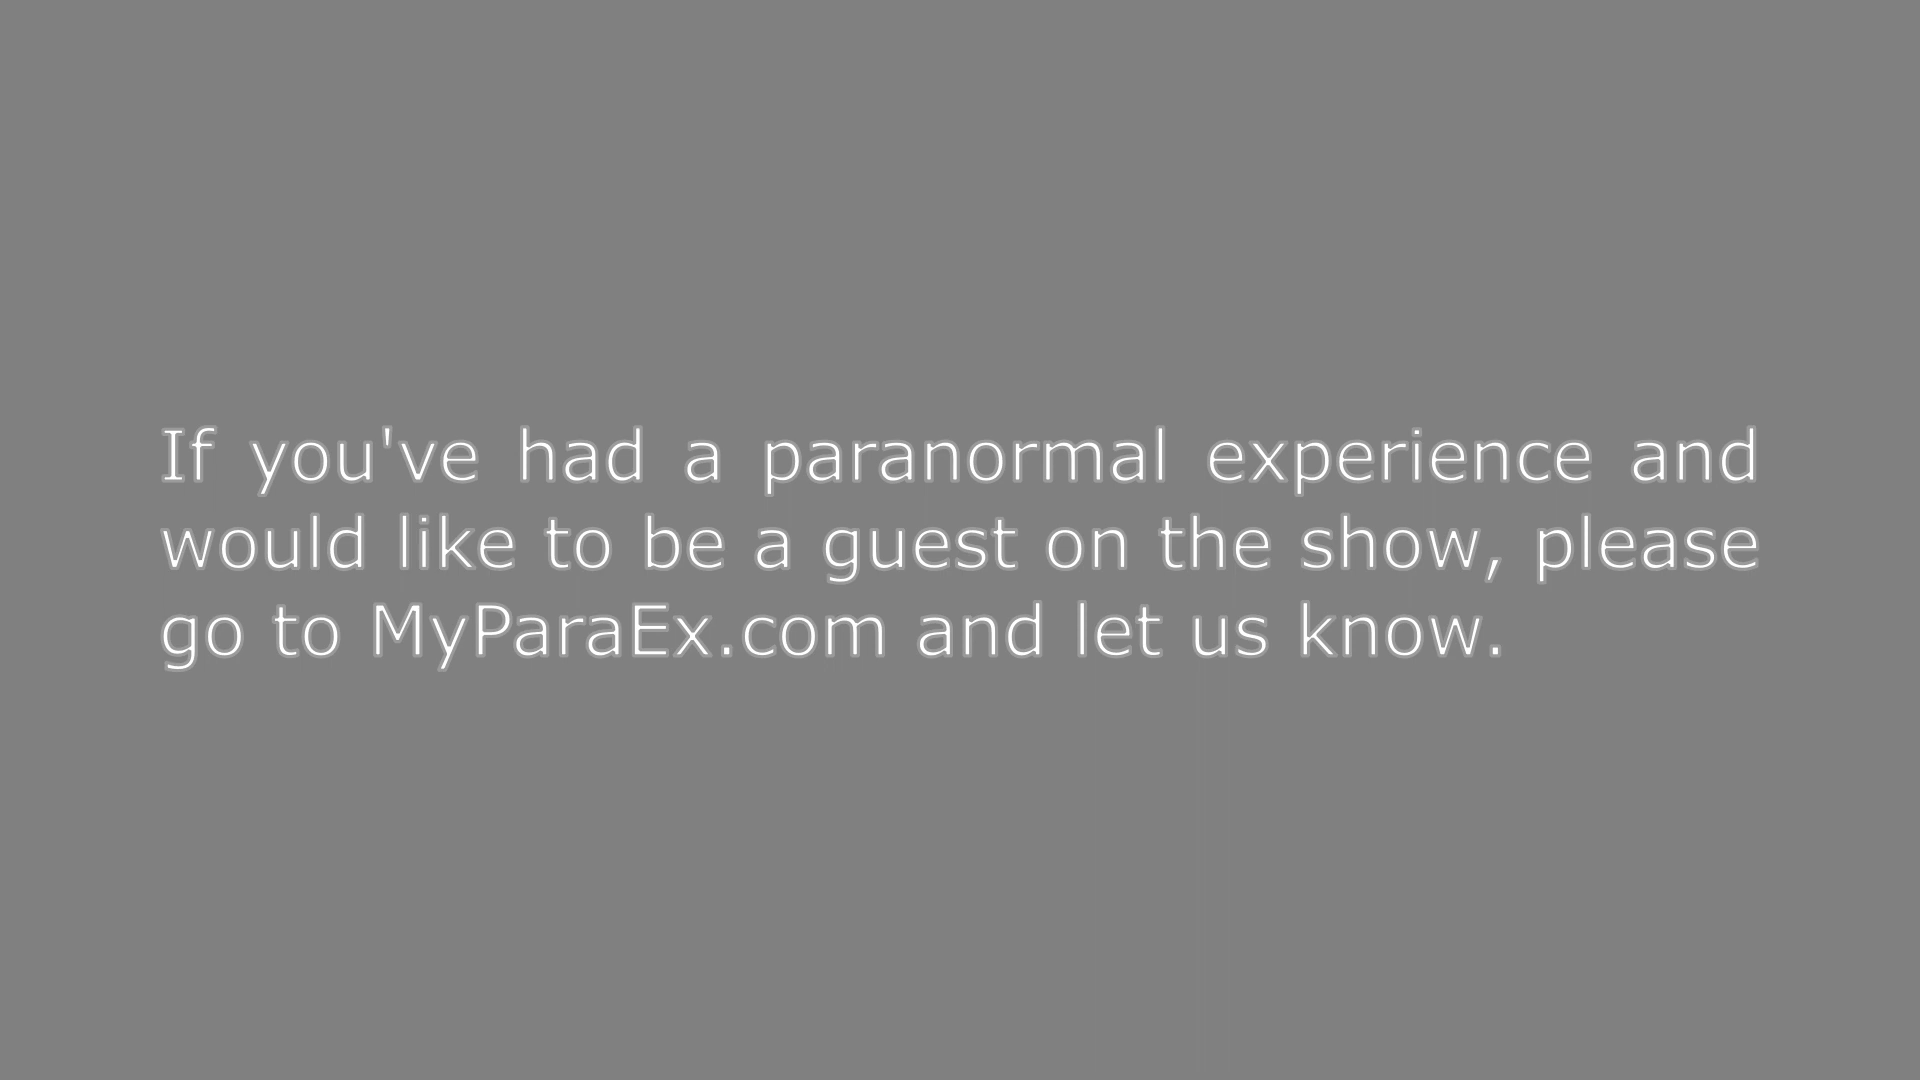 If you've had a paranormal experience and
would like to be a guest on the show, please
go to MyParaEx.com and let us know.